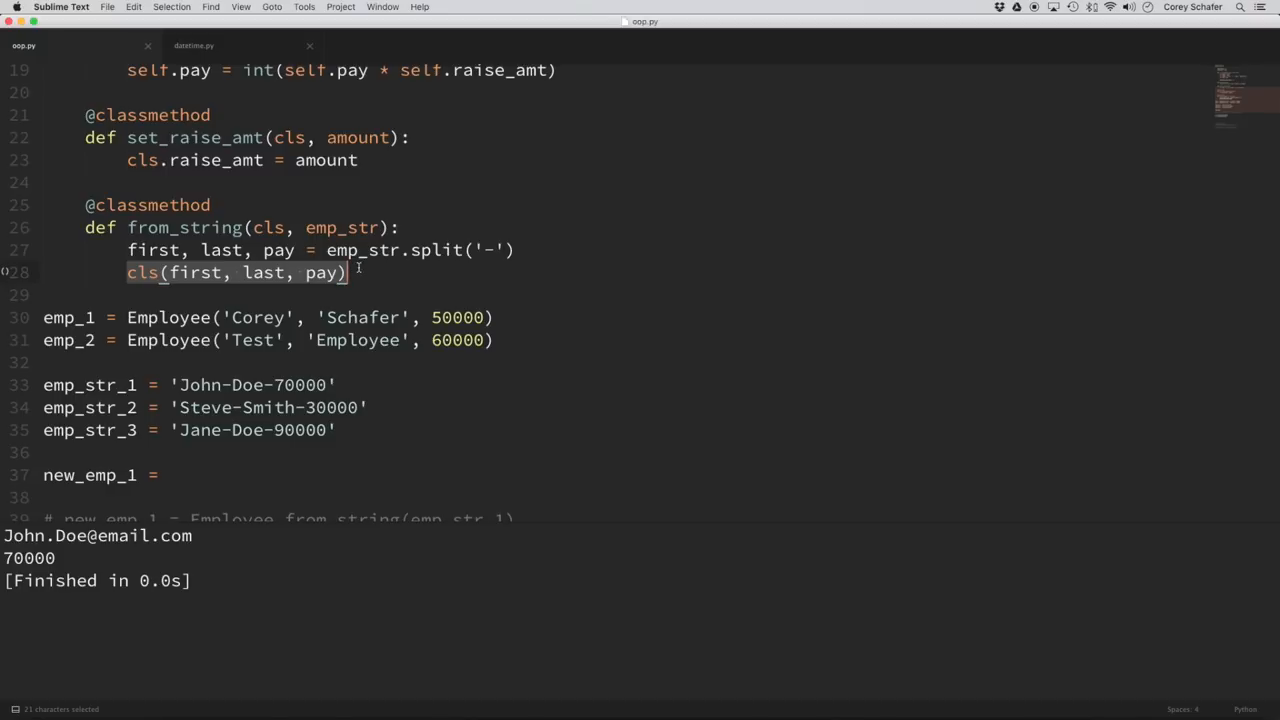 Sublime Text File Edit Selection Find View Goto Tools Project Window Help Corey Schafer
oop.py
oop.py datetime.py
19 self.pay = int(self.pay * self.raise_amt)
20
21 @classmethod
22 def set_raise_amt(cls, amount):
23 cls.raise_amt = amount
24
25 @classmethod
26 def from_string(cls, emp_str):
27 first, last, pay = emp_str.split('-')
28 cls(first, last, pay)
29
30 emp_1 = Employee('Corey', 'Schafer', 50000)
31 emp_2 = Employee('Test', 'Employee', 60000)
32
33 emp_str_1 = 'John-Doe-70000'
34 emp_str_2 = 'Steve-Smith-30000'
35 emp_str_3 = 'Jane-Doe-90000'
36
37 new_emp_1 =
38
39 # new_emp_1 = Employee.from_string(emp_str_1)
John.Doe@email.com
70000
[Finished in 0.0s]
21 characters selected Spaces: 4 Python